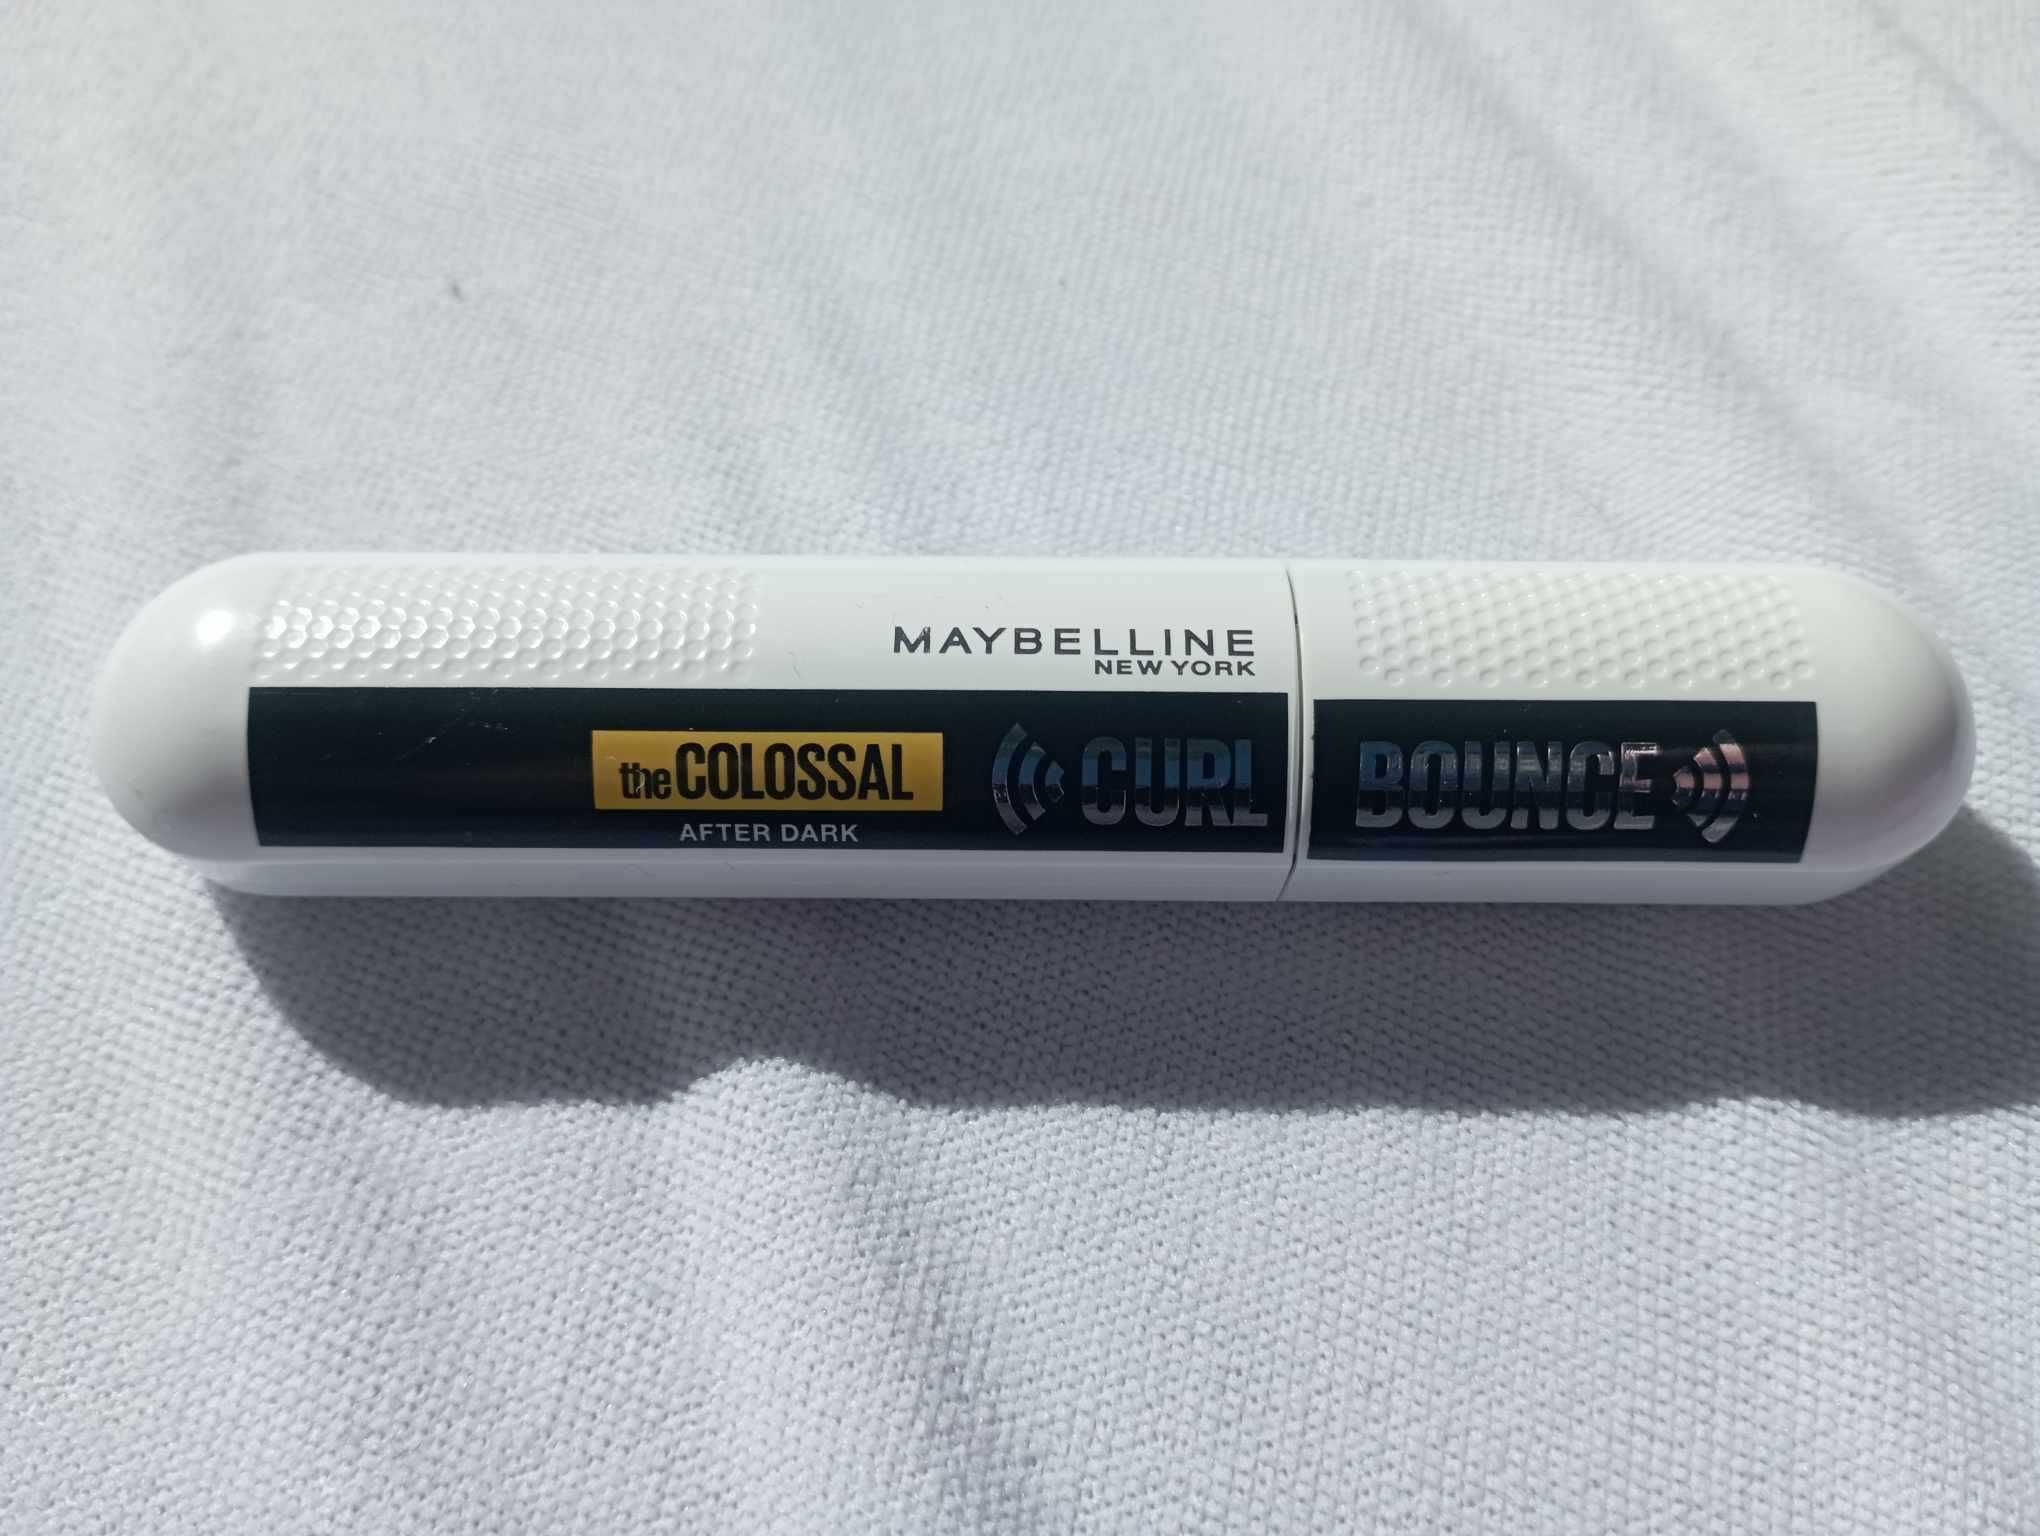 MAYBELLINE
NEW YORK
the COLOSSAL
AFTER DARK
CURL BOUNCE